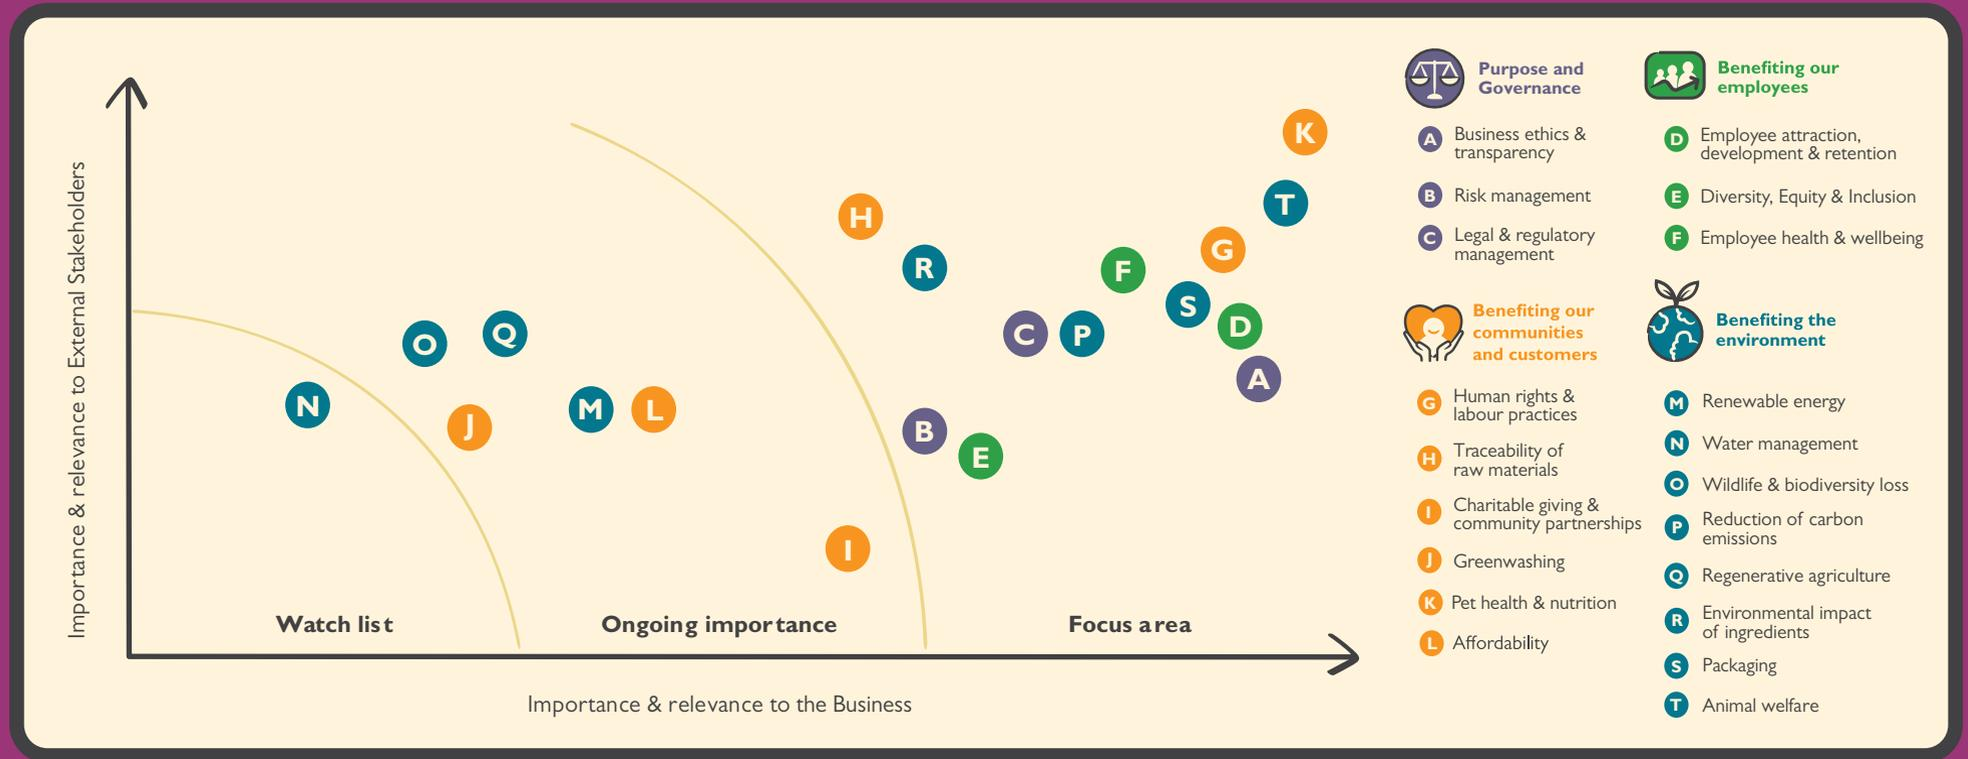 Importance & relevance to External Stakeholders
K
T
H
G
R
F
S
D
C
P
A
O
Q
N
M
L
J
B
E
I
Watch list
Ongoing importance
Focus area
Importance & relevance to the Business
Purpose and
Governance
A
Business ethics &
transparency
B
Risk management
C
Legal & regulatory
management
Benefiting our
employees
D
Employee attraction,
development & retention
E
Diversity, Equity & Inclusion
F
Employee health & wellbeing
Benefiting our
communities
and customers
G
Human rights &
labour practices
H
Traceability of
raw materials
I
Charitable giving &
community partnerships
J
Greenwashing
K
Pet health & nutrition
L
Affordability
Benefiting the
environment
M
Renewable energy
N
Water management
O
Wildlife & biodiversity loss
P
Reduction of carbon
emissions
Q
Regenerative agriculture
R
Environmental impact
of ingredients
S
Packaging
T
Animal welfare